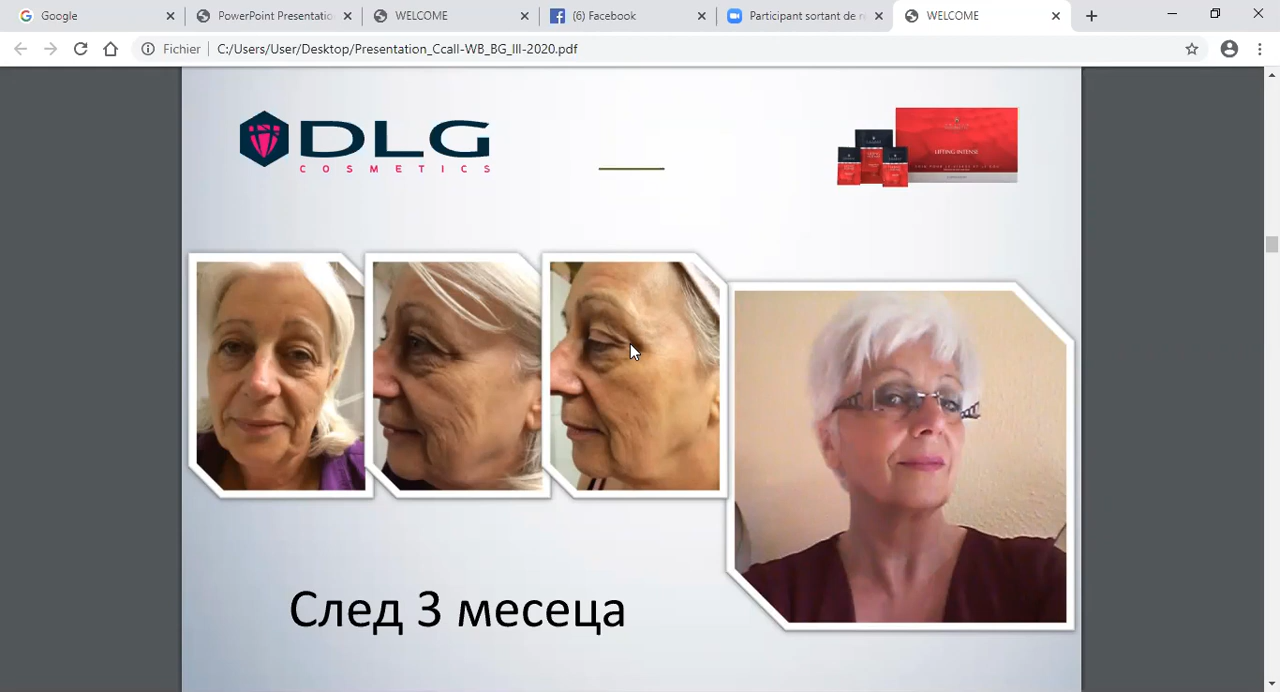 Google
PowerPoint Presentatio
WELCOME
(6) Facebook
Participant sortant de r
WELCOME
Fichier
C:/Users/User/Desktop/Presentation_Ccall-WB_BG_III-2020.pdf
DLG
COSMETICS
LIFTING INTENSE
След 3 месеца